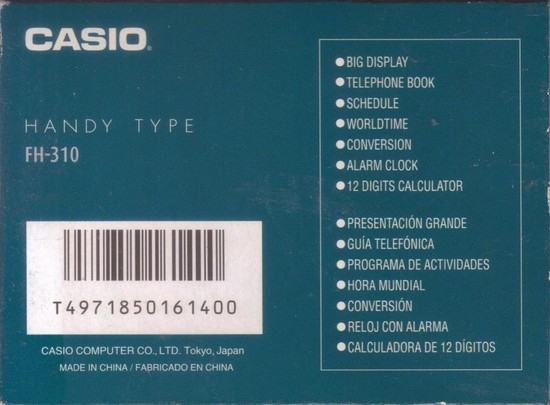 CASIO®
HANDY TYPE
FH-310
T4971850161400
CASIO COMPUTER CO., LTD. Tokyo, Japan
MADE IN CHINA / FABRICADO EN CHINA
●BIG DISPLAY
●TELEPHONE BOOK
●SCHEDULE
●WORLDTIME
●CONVERSION
●ALARM CLOCK
●12 DIGITS CALCULATOR
●PRESENTACIÓN GRANDE
●GUÍA TELEFÓNICA
●PROGRAMA DE ACTIVIDADES
●HORA MUNDIAL
●CONVERSIÓN
●RELOJ CON ALARMA
●CALCULADORA DE 12 DÍGITOS